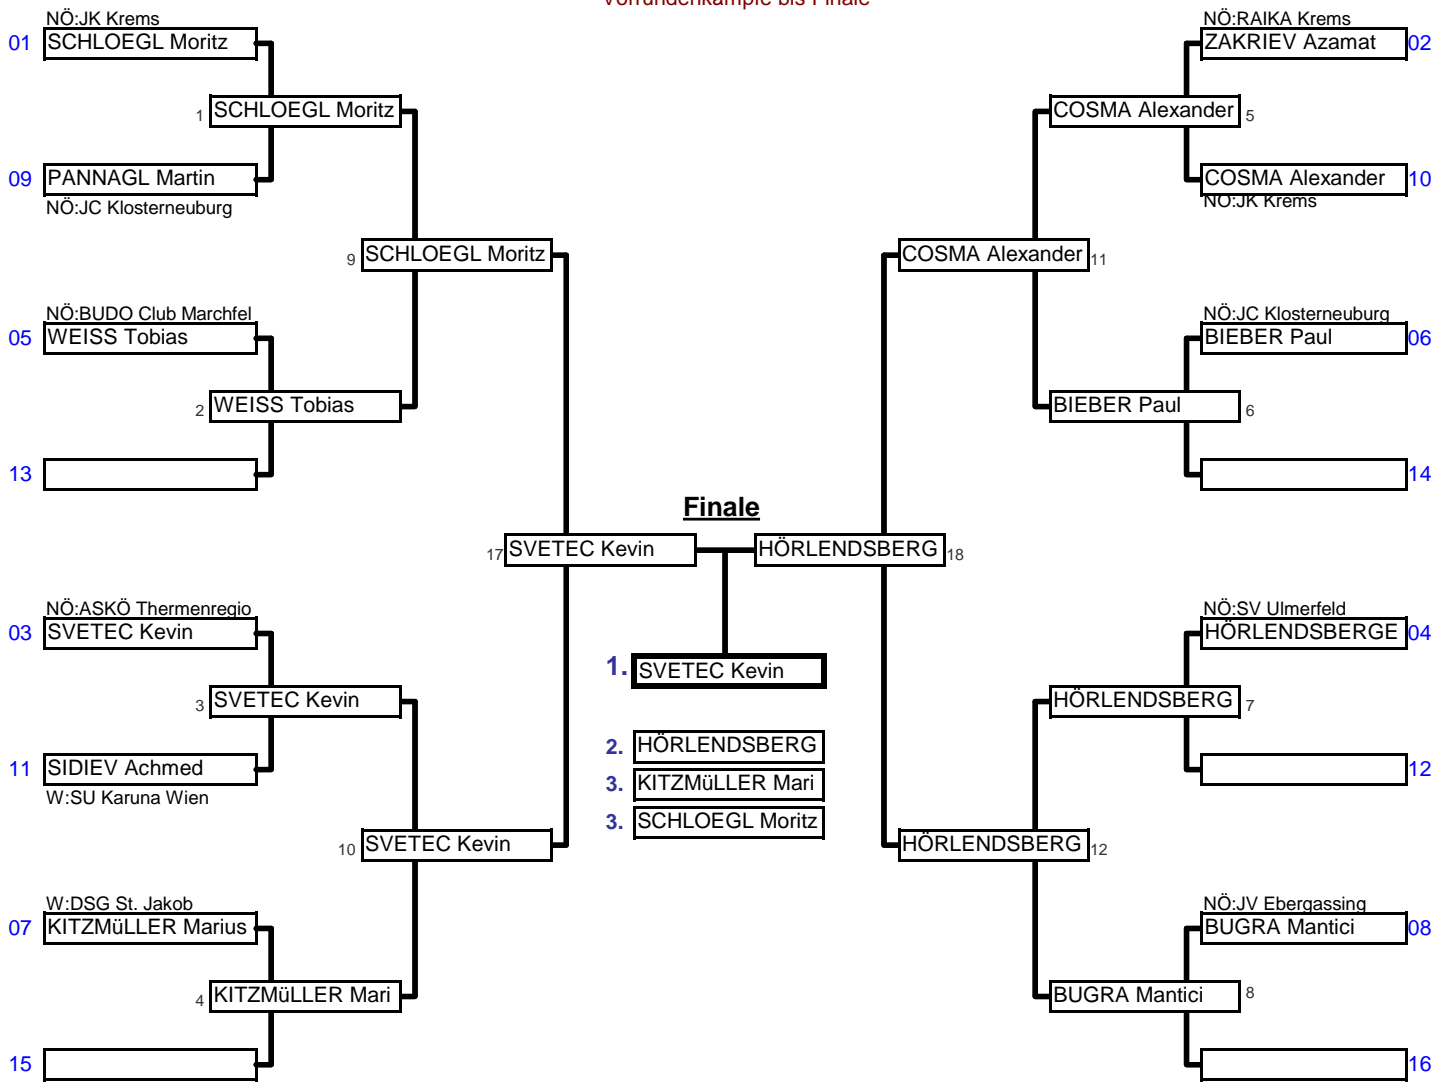 Vorrundenkämpfe bis Finale
NÖ:JK Krems
01 SCHLOEGL Moritz
1 SCHLOEGL Moritz
09 PANNAGL Martin
NÖ:JC Klosterneuburg
9 SCHLOEGL Moritz
NÖ:BUDO Club Marchfel
05 WEISS Tobias
2 WEISS Tobias
13
17 SVETEC Kevin
NÖ:ASKÖ Thermenregio
03 SVETEC Kevin
3 SVETEC Kevin
11 SIDIEV Achmed
W:SU Karuna Wien
10 SVETEC Kevin
W:DSG St. Jakob
07 KITZMüLLER Marius
4 KITZMüLLER Mari
15
Finale
1. SVETEC Kevin
2. HÖRLENDSBERG
3. KITZMüLLER Mari
3. SCHLOEGL Moritz
NÖ:RAIKA Krems
ZAKRIEV Azamat 02
COSMA Alexander 5
COSMA Alexander 10
NÖ:JK Krems
COSMA Alexander 11
NÖ:JC Klosterneuburg
BIEBER Paul 06
BIEBER Paul 6
14
HÖRLENDSBERG 18
NÖ:SV Ulmerfeld
HÖRLENDSBERGE 04
HÖRLENDSBERG 7
12
HÖRLENDSBERG 12
NÖ:JV Ebergassing
BUGRA Mantici 08
BUGRA Mantici 8
16